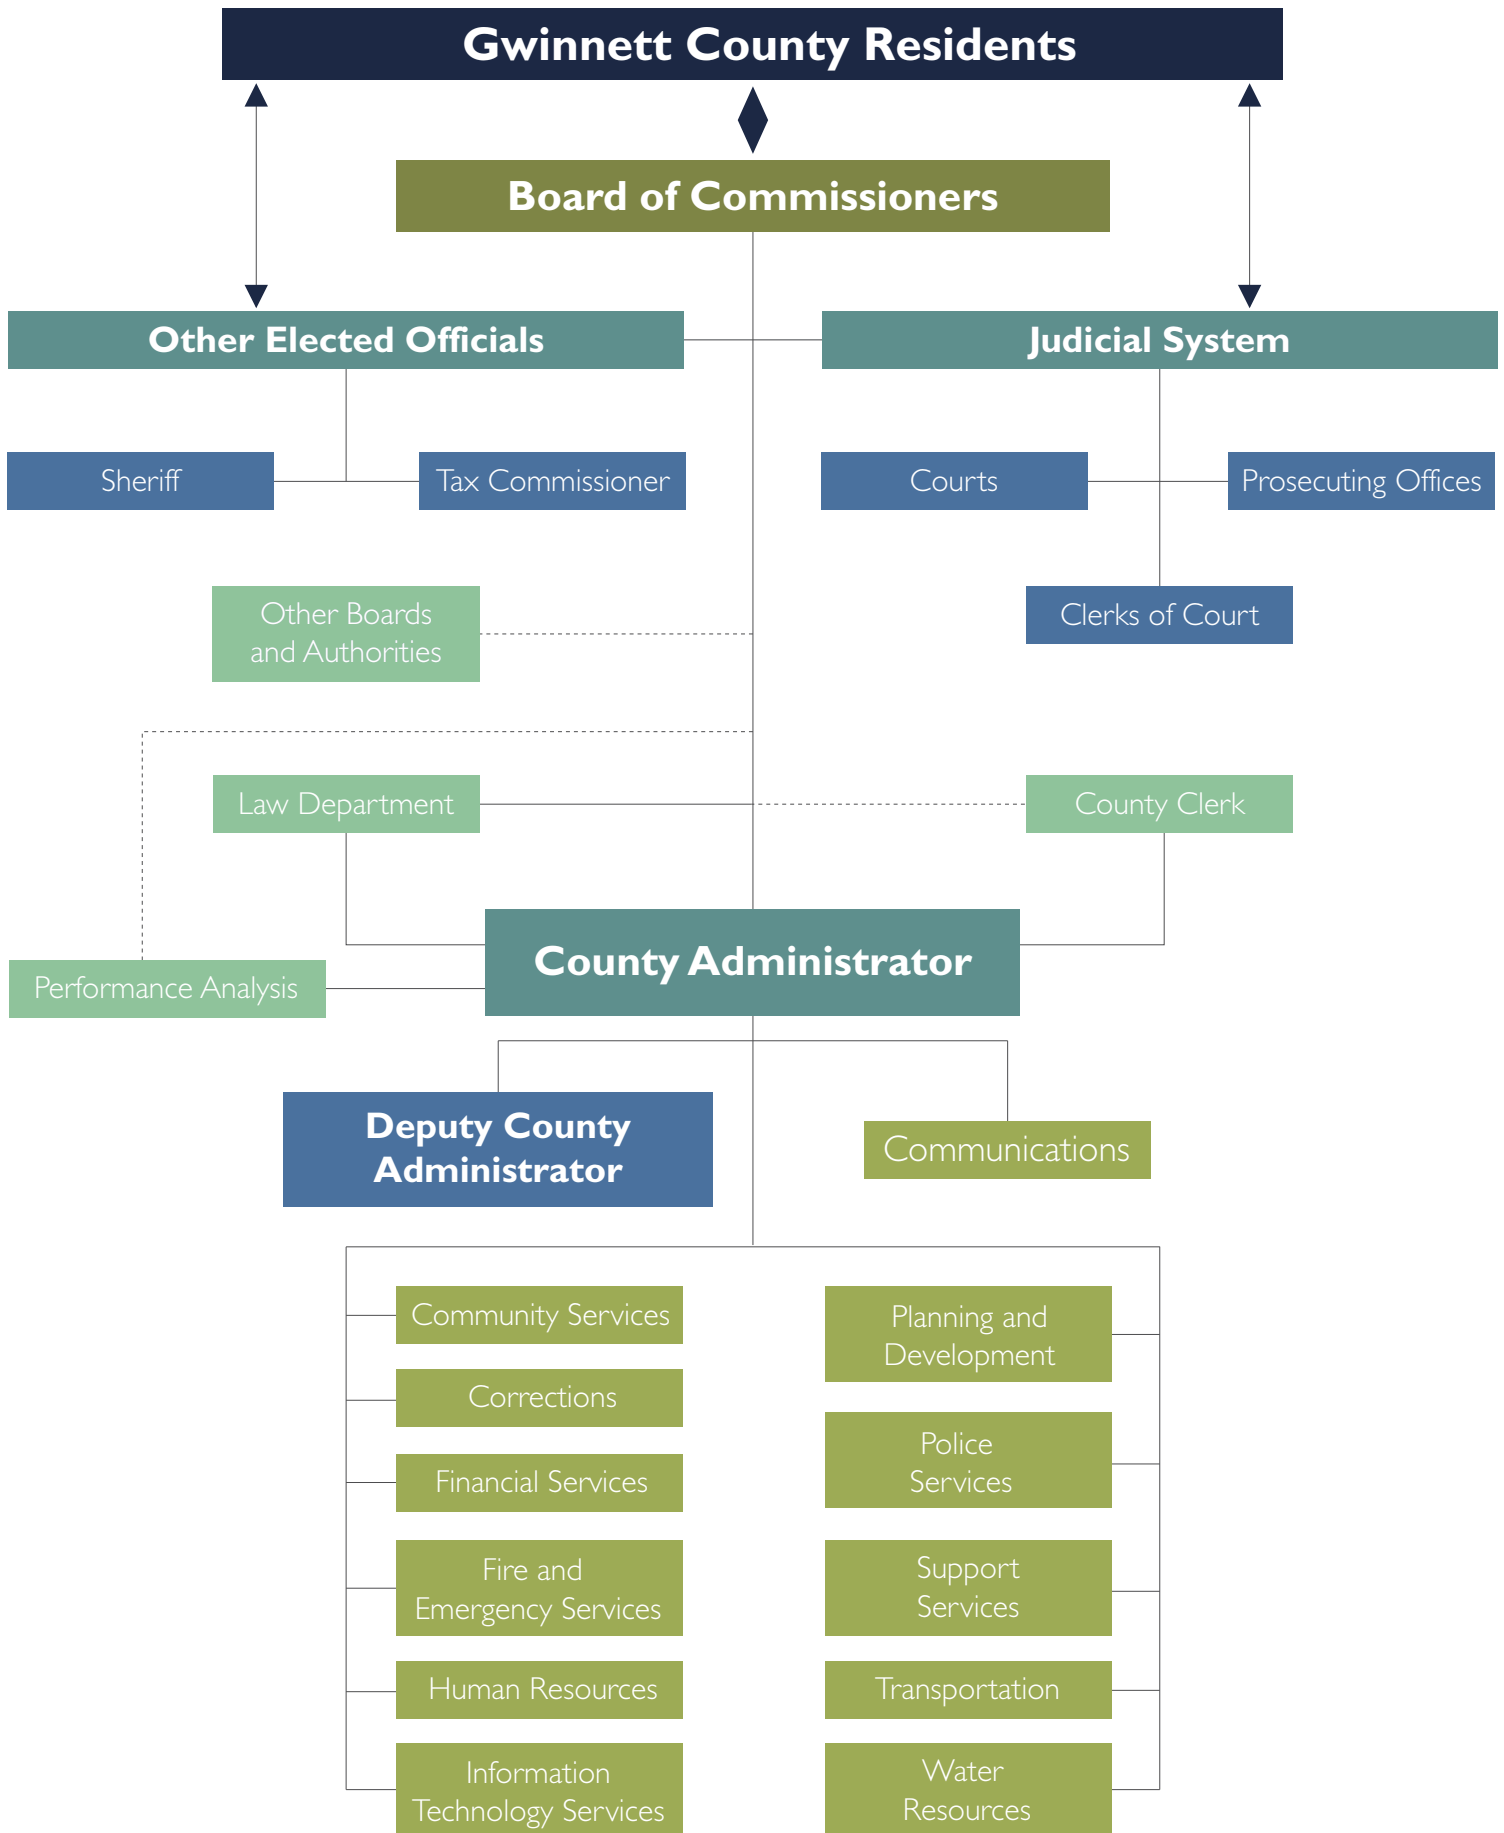 Gwinnett County Residents
Board of Commissioners
Other Elected Officials
Judicial System
Sheriff
Tax Commissioner
Courts
Prosecuting Offices
Other Boards
and Authorities
Clerks of Court
Law Department
County Clerk
County Administrator
Performance Analysis
Deputy County
Administrator
Communications
Community Services
Corrections
Financial Services
Fire and
Emergency Services
Human Resources
Information
Technology Services
Planning and
Development
Police
Services
Support
Services
Transportation
Water
Resources